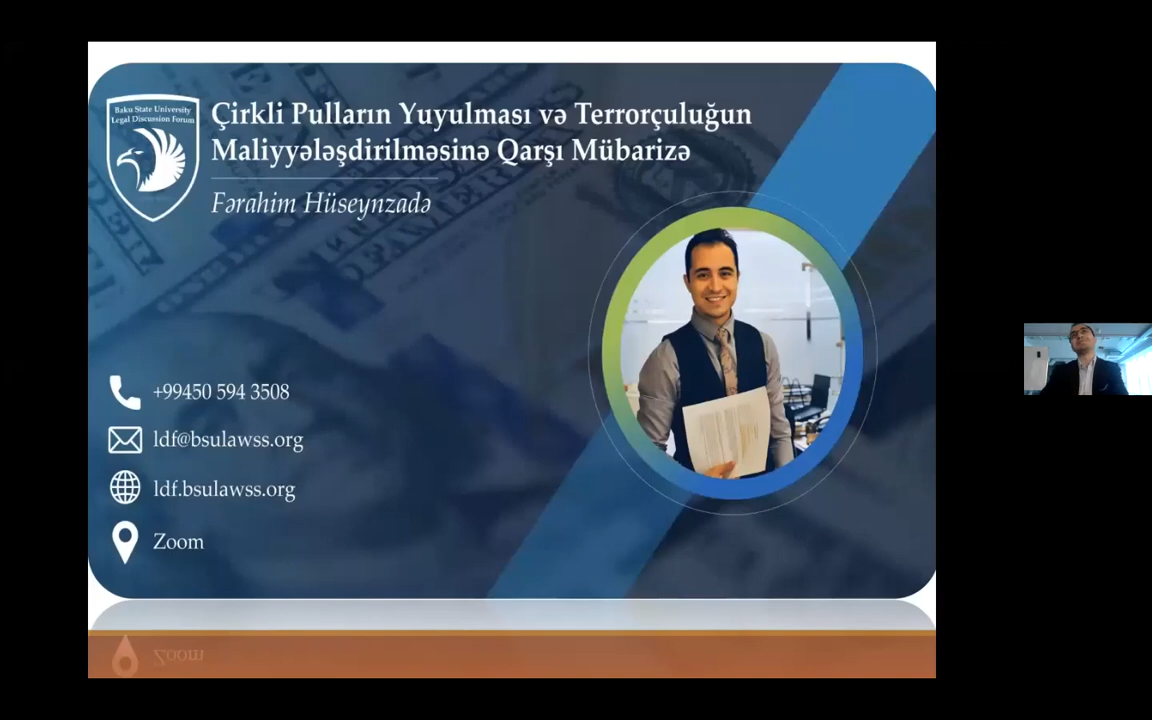 Baku State University
Legal Discussion Forum
Çirkli Pulların Yuyulması və Terrorçuluğun
Maliyyələşdirilməsinə Qarşı Mübarizə
Fərahim Hüseynzadə
+99450 594 3508
ldf@bsulawss.org
ldf.bsulawss.org
Zoom